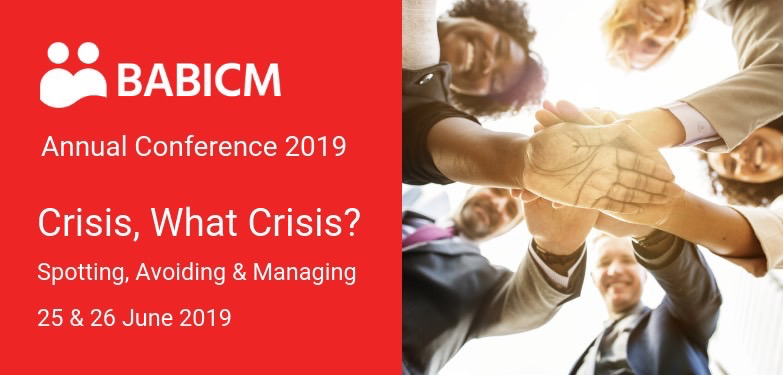 BABICM
Annual Conference 2019
Crisis, What Crisis?
Spotting, Avoiding & Managing
25 & 26 June 2019